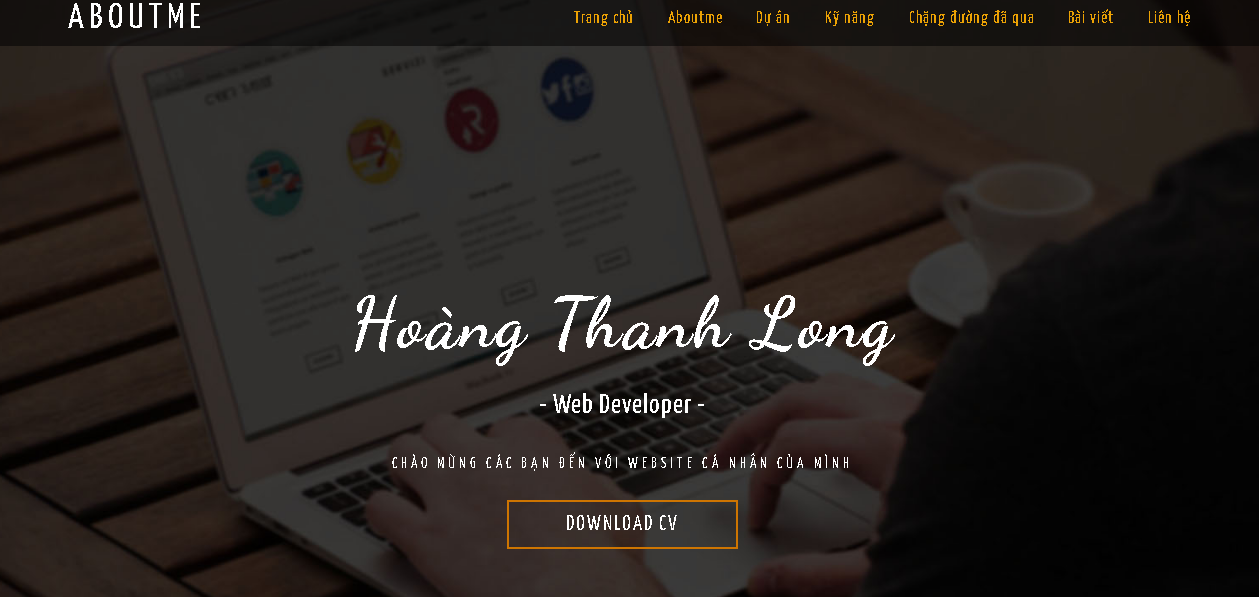 ABOUTME
Trang chủ Aboutme Dự án Kỹ năng Chặng đường đã qua Bài viết Liên hệ
Hoàng Thanh Long
- Web Developer -
CHÀO MỪNG CÁC BẠN ĐẾN VỚI WEBSITE CÁ NHÂN CỦA MÌNH
DOWNLOAD CV